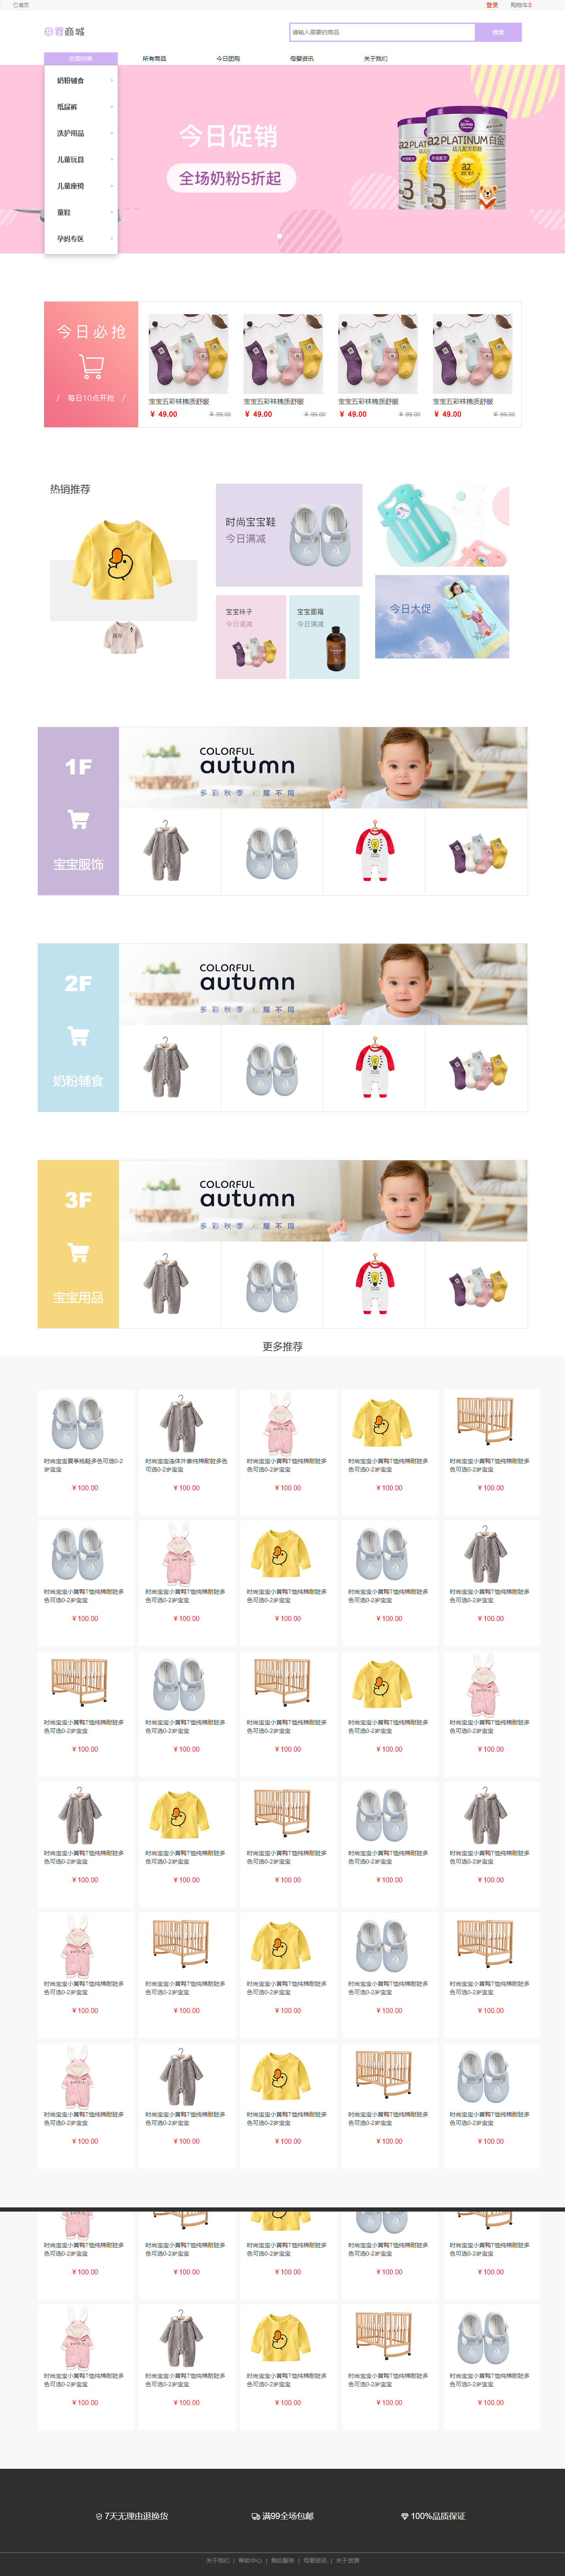 首页
登录 购物车5
母婴商城
请输入需要的商品
搜索
全部分类 所有商品 今日团购 母婴资讯 关于我们
奶粉辅食 >
纸尿裤 >
洗护用品 >
儿童玩具 >
儿童座椅 >
童鞋 >
孕妈专区 >
今日促销
全场奶粉5折起
a2 PLATINUM 白金
3
今日必抢
/ 每日10点开抢 /
宝宝五彩袜棉质舒服 宝宝五彩袜棉质舒服 宝宝五彩袜棉质舒服 宝宝五彩袜棉质舒服
¥ 49.00 ¥ 99.00 ¥ 49.00 ¥ 99.00 ¥ 49.00 ¥ 99.00 ¥ 49.00 ¥ 99.00
热销推荐
时尚宝宝鞋
今日满减
宝宝袜子
今日满减
宝宝面霜
今日满减
今日大促
1F
宝宝服饰
COLORFUL
autumn
多彩秋季 · 耀不同
2F
奶粉辅食
COLORFUL
autumn
多彩秋季 · 耀不同
3F
宝宝用品
COLORFUL
autumn
多彩秋季 · 耀不同
更多推荐
时尚宝宝夏季拖鞋多色可选0-2 时尚宝宝连体外套纯棉耐脏多色 时尚宝宝小黄鸭T恤纯棉耐脏多 时尚宝宝小黄鸭T恤纯棉耐脏多 时尚宝宝小黄鸭T恤纯棉耐脏多
岁宝宝 可选0-2岁宝宝 色可选0-2岁宝宝 色可选0-2岁宝宝 色可选0-2岁宝宝
¥ 100.00 ¥ 100.00 ¥ 100.00 ¥ 100.00 ¥ 100.00
时尚宝宝小黄鸭T恤纯棉耐脏多 时尚宝宝小黄鸭T恤纯棉耐脏多 时尚宝宝小黄鸭T恤纯棉耐脏多 时尚宝宝小黄鸭T恤纯棉耐脏多 时尚宝宝小黄鸭T恤纯棉耐脏多
色可选0-2岁宝宝 色可选0-2岁宝宝 色可选0-2岁宝宝 色可选0-2岁宝宝 色可选0-2岁宝宝
¥ 100.00 ¥ 100.00 ¥ 100.00 ¥ 100.00 ¥ 100.00
时尚宝宝小黄鸭T恤纯棉耐脏多 时尚宝宝小黄鸭T恤纯棉耐脏多 时尚宝宝小黄鸭T恤纯棉耐脏多 时尚宝宝小黄鸭T恤纯棉耐脏多 时尚宝宝小黄鸭T恤纯棉耐脏多
色可选0-2岁宝宝 色可选0-2岁宝宝 色可选0-2岁宝宝 色可选0-2岁宝宝 色可选0-2岁宝宝
¥ 100.00 ¥ 100.00 ¥ 100.00 ¥ 100.00 ¥ 100.00
时尚宝宝小黄鸭T恤纯棉耐脏多 时尚宝宝小黄鸭T恤纯棉耐脏多 时尚宝宝小黄鸭T恤纯棉耐脏多 时尚宝宝小黄鸭T恤纯棉耐脏多 时尚宝宝小黄鸭T恤纯棉耐脏多
色可选0-2岁宝宝 色可选0-2岁宝宝 色可选0-2岁宝宝 色可选0-2岁宝宝 色可选0-2岁宝宝
¥ 100.00 ¥ 100.00 ¥ 100.00 ¥ 100.00 ¥ 100.00
时尚宝宝小黄鸭T恤纯棉耐脏多 时尚宝宝小黄鸭T恤纯棉耐脏多 时尚宝宝小黄鸭T恤纯棉耐脏多 时尚宝宝小黄鸭T恤纯棉耐脏多 时尚宝宝小黄鸭T恤纯棉耐脏多
色可选0-2岁宝宝 色可选0-2岁宝宝 色可选0-2岁宝宝 色可选0-2岁宝宝 色可选0-2岁宝宝
¥ 100.00 ¥ 100.00 ¥ 100.00 ¥ 100.00 ¥ 100.00
时尚宝宝小黄鸭T恤纯棉耐脏多 时尚宝宝小黄鸭T恤纯棉耐脏多 时尚宝宝小黄鸭T恤纯棉耐脏多 时尚宝宝小黄鸭T恤纯棉耐脏多 时尚宝宝小黄鸭T恤纯棉耐脏多
色可选0-2岁宝宝 色可选0-2岁宝宝 色可选0-2岁宝宝 色可选0-2岁宝宝 色可选0-2岁宝宝
¥ 100.00 ¥ 100.00 ¥ 100.00 ¥ 100.00 ¥ 100.00
时尚宝宝小黄鸭T恤纯棉耐脏多 时尚宝宝小黄鸭T恤纯棉耐脏多 时尚宝宝小黄鸭T恤纯棉耐脏多 时尚宝宝小黄鸭T恤纯棉耐脏多 时尚宝宝小黄鸭T恤纯棉耐脏多
色可选0-2岁宝宝 色可选0-2岁宝宝 色可选0-2岁宝宝 色可选0-2岁宝宝 色可选0-2岁宝宝
¥ 100.00 ¥ 100.00 ¥ 100.00 ¥ 100.00 ¥ 100.00
时尚宝宝小黄鸭T恤纯棉耐脏多 时尚宝宝小黄鸭T恤纯棉耐脏多 时尚宝宝小黄鸭T恤纯棉耐脏多 时尚宝宝小黄鸭T恤纯棉耐脏多 时尚宝宝小黄鸭T恤纯棉耐脏多
色可选0-2岁宝宝 色可选0-2岁宝宝 色可选0-2岁宝宝 色可选0-2岁宝宝 色可选0-2岁宝宝
¥ 100.00 ¥ 100.00 ¥ 100.00 ¥ 100.00 ¥ 100.00
7天无理由退换货 满99全场包邮 100%品质保证
关于我们 | 帮助中心 | 售后服务 | 母婴资讯 | 关于货源